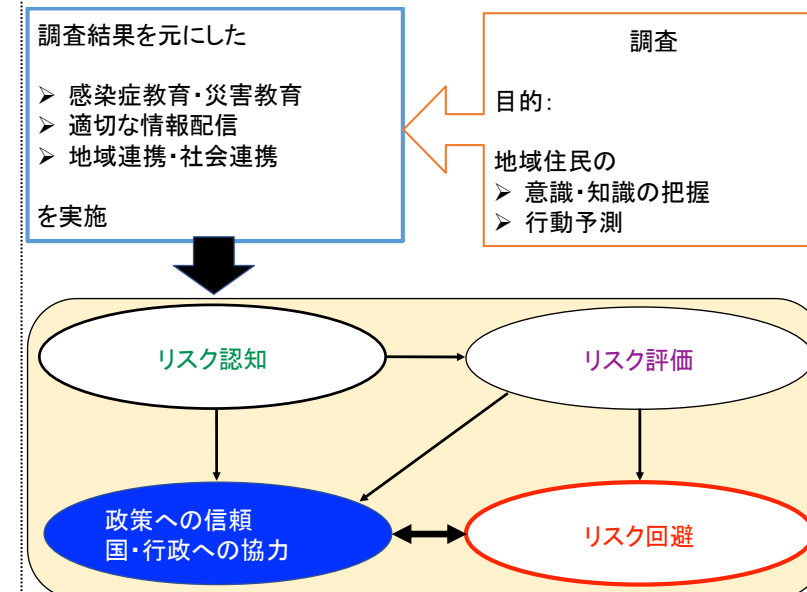 調査結果を元にした
➢ 感染症教育・災害教育
➢ 適切な情報配信
➢ 地域連携・社会連携
を実施
調査
目的:
地域住民の
➢ 意識・知識の把握
➢ 行動予測
リスク認知
リスク評価
政策への信頼
国・行政への協力
リスク回避